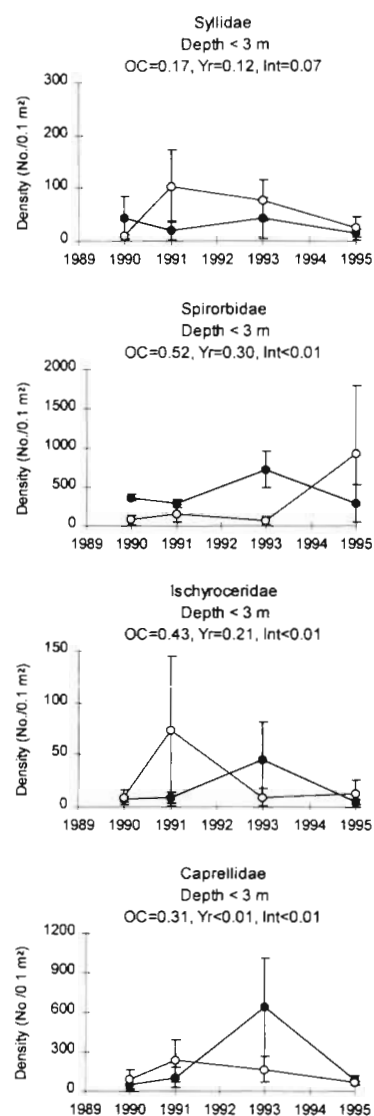 Syllidae
Depth < 3 m
OC=0.17, Yr=0.12, Int=0.07
Density (No./0.1 m²)
300
200
100
0
1989 1990 1991 1992 1993 1994 1995
Spirorbidae
Depth < 3 m
OC=0.52, Yr=0.30, Int<0.01
Density (No./0.1 m²)
2000
1500
1000
500
0
1989 1990 1991 1992 1993 1994 1995
Ischyroceridae
Depth < 3 m
OC=0.43, Yr=0.21, Int<0.01
Density (No./0.1 m²)
150
100
50
0
1989 1990 1991 1992 1993 1994 1995
Caprellidae
Depth < 3 m
OC=0.31, Yr<0.01, Int<0.01
Density (No /0 1 m²)
1200
900
600
300
0
1989 1990 1991 1992 1993 1994 1995